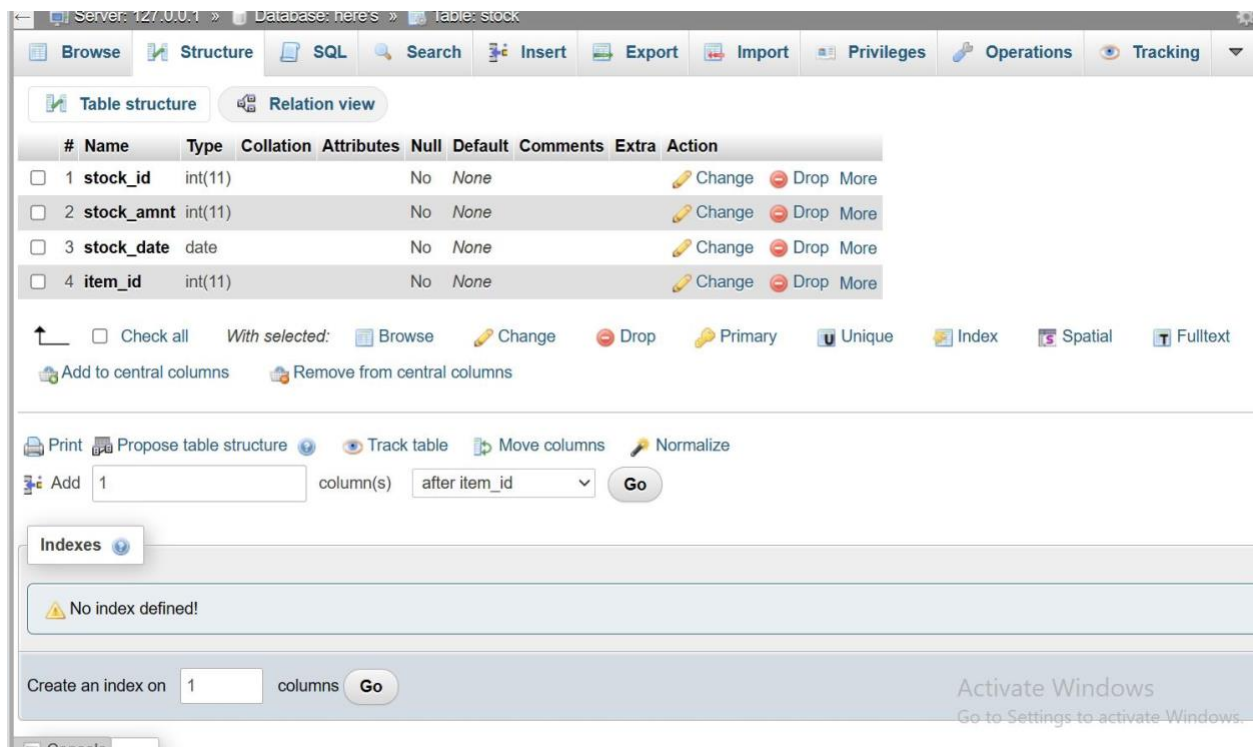 Server: 127.0.0.1 » Database: here's » Table: stock
Browse Structure SQL Search Insert Export Import Privileges Operations Tracking
Table structure Relation view
# Name Type Collation Attributes Null Default Comments Extra Action
1 stock_id int(11) No None Change Drop More
2 stock_amnt int(11) No None Change Drop More
3 stock_date date No None Change Drop More
4 item_id int(11) No None Change Drop More
Check all With selected: Browse Change Drop Primary Unique Index Spatial Fulltext
Add to central columns Remove from central columns
Print Propose table structure Track table Move columns Normalize
Add 1 column(s) after item_id Go
Indexes
No index defined!
Create an index on 1 columns Go
Activate Windows
Go to Settings to activate Windows.
Console